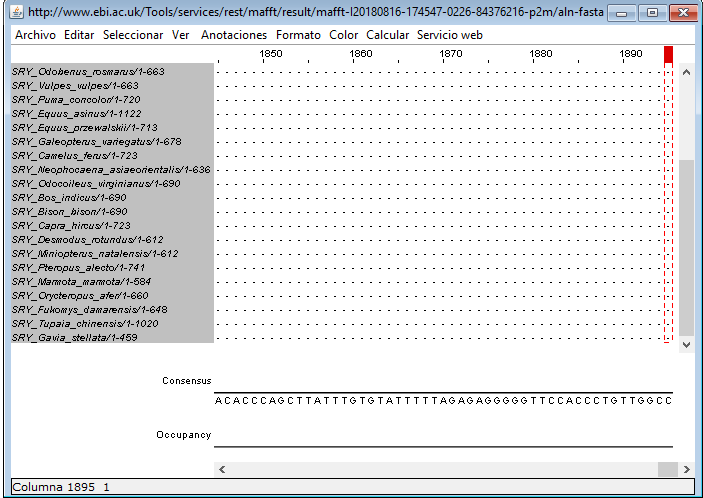 http://www.ebi.ac.uk/Tools/services/rest/mafft/result/mafft-I20180816-174547-0226-84376216-p2m/aln-fasta
Archivo Editar Seleccionar Ver Anotaciones Formato Color Calcular Servicio web
1850 1860 1870 1880 1890
SRY_Odobenus_rosmarus/1-663
SRY_Vulpes_vulpes/1-663
SRY_Puma_concolor/1-720
SRY_Equus_asinus/1-1122
SRY_Equus_przewalskii/1-713
SRY_Galeopterus_variegatus/1-678
SRY_Camelus_ferus/1-723
SRY_Neophocaena_asiaeorientalis/1-636
SRY_Odocoileus_virginianus/1-690
SRY_Bos_indicus/1-690
SRY_Bison_bison/1-690
SRY_Capra_hircus/1-723
SRY_Desmodus_rotundus/1-612
SRY_Miniopterus_natalensis/1-612
SRY_Pteropus_alecto/1-741
SRY_Marmota_marmota/1-584
SRY_Orycteropus_afer/1-660
SRY_Fukomys_damarensis/1-648
SRY_Tupaia_chinensis/1-1020
SRY_Gavia_stellata/1-459
Consensus
ACACCCAGCTTATTTGTGTATTTTTAGAGAGGGGGTTCCACCCTGTTGGCC
Occupancy
Columna 1895 1